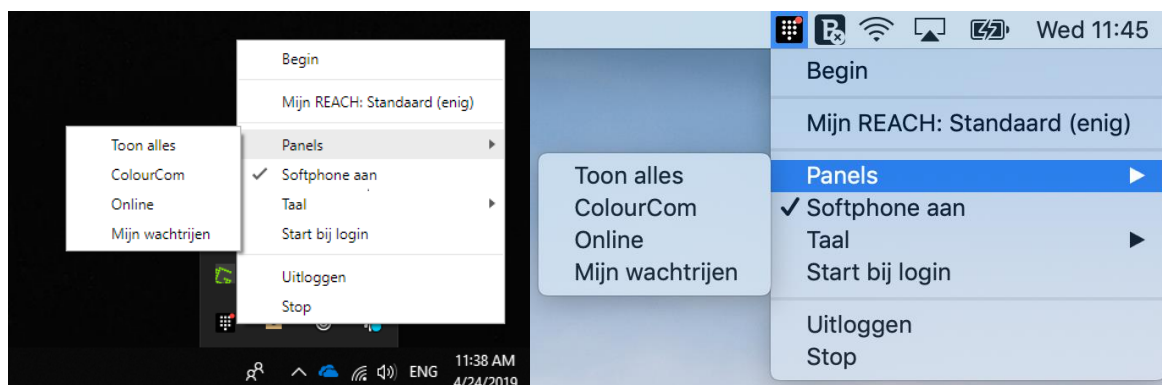 Begin
Mijn REACH: Standaard (enig)
Panels
Softphone aan
Taal
Start bij login
Uitloggen
Stop
Toon alles
ColourCom
Online
Mijn wachtrijen
ENG
11:38 AM
4/24/2019
Wed 11:45
Begin
Mijn REACH: Standaard (enig)
Panels
Softphone aan
Taal
Start bij login
Uitloggen
Stop
Toon alles
ColourCom
Online
Mijn wachtrijen